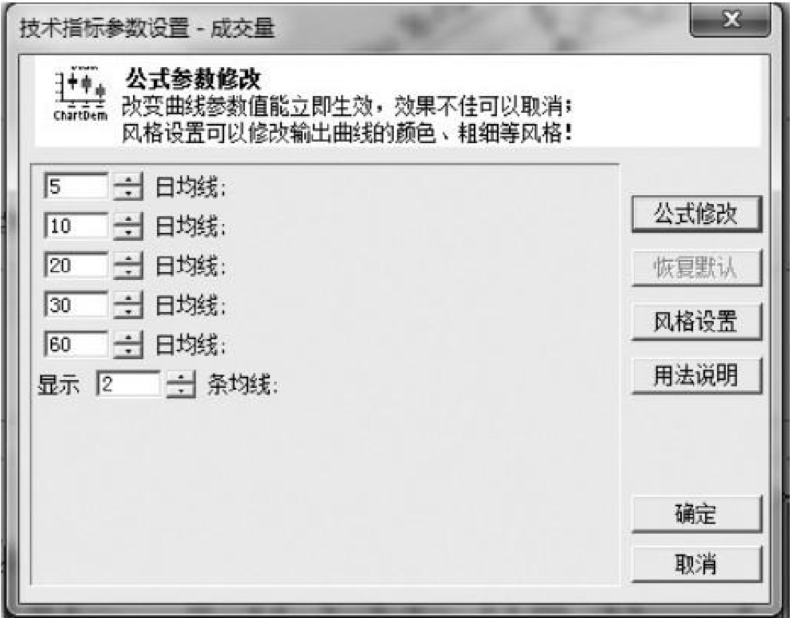 技术指标参数设置 - 成交量
公式参数修改
改变曲线参数值能立即生效，效果不佳可以取消；
ChartDem
风格设置可以修改输出曲线的颜色、粗细等风格！
5 日均线：
10 日均线：
20 日均线：
30 日均线：
60 日均线：
显示 2 条均线：
公式修改
恢复默认
风格设置
用法说明
确定
取消